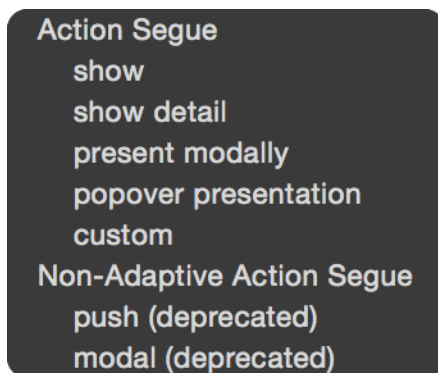 Action Segue
show
show detail
present modally
popover presentation
custom
Non-Adaptive Action Segue
push (deprecated)
modal (deprecated)